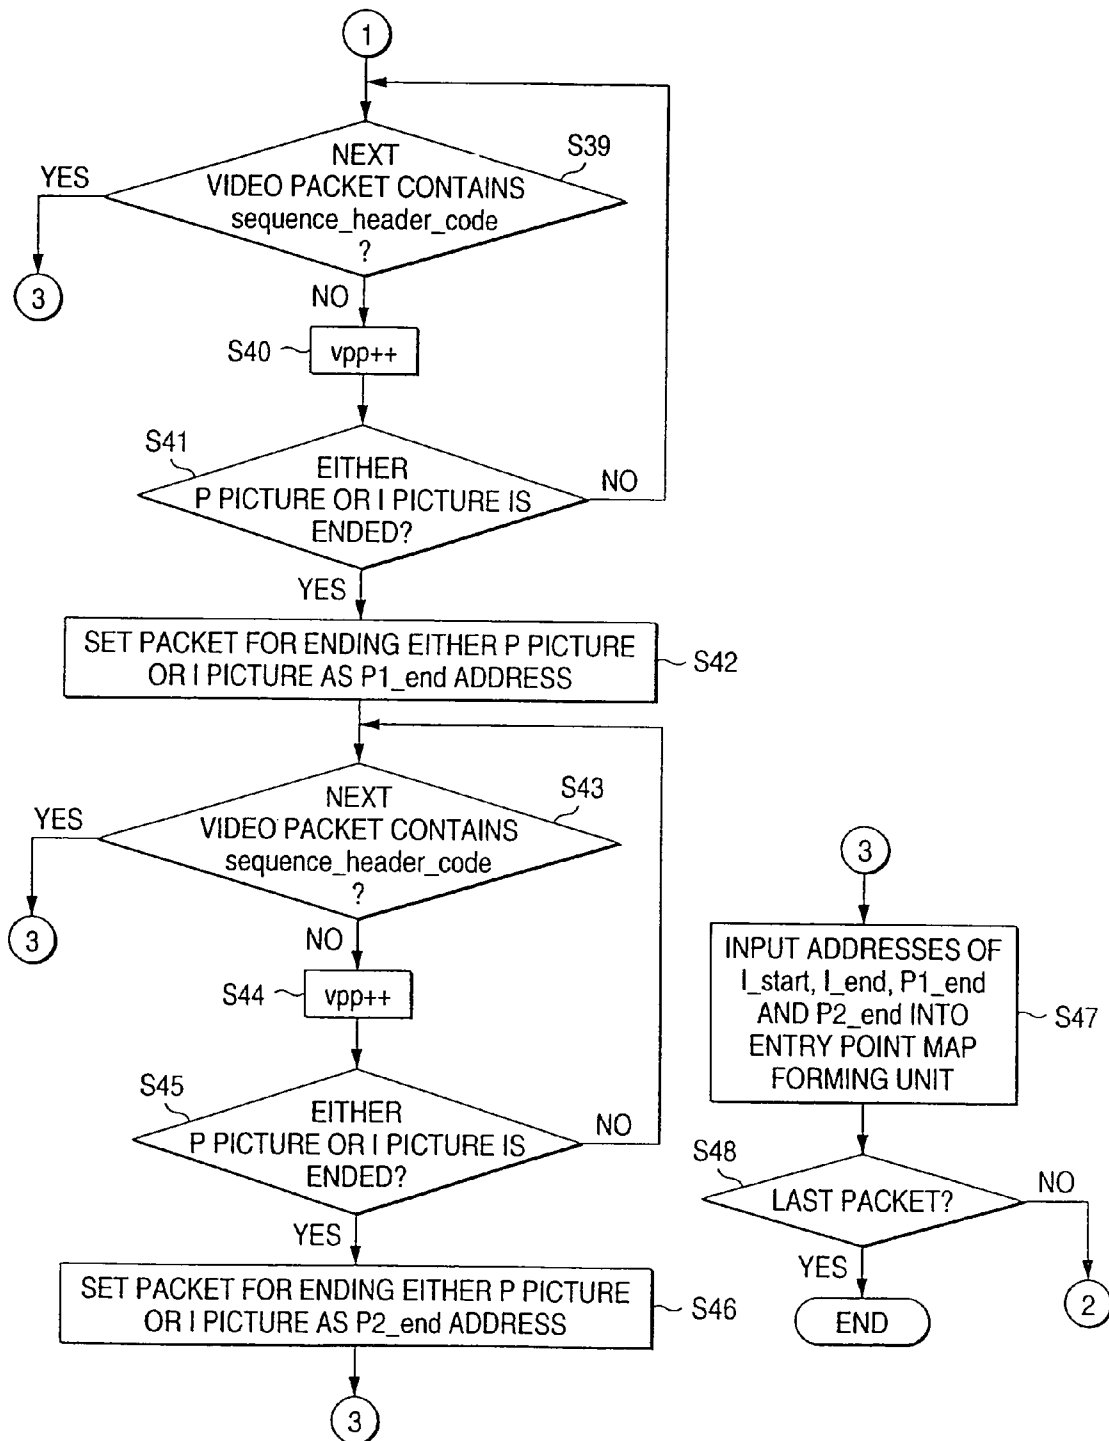 1
NEXT
VIDEO PACKET CONTAINS
sequence_header_code
?
S39
YES
3
NO
S40
vpp++
S41
EITHER
P PICTURE OR I PICTURE IS
ENDED?
NO
YES
SET PACKET FOR ENDING EITHER P PICTURE
OR I PICTURE AS P1_end ADDRESS
S42
NEXT
VIDEO PACKET CONTAINS
sequence_header_code
?
S43
YES
3
NO
S44
vpp++
S45
EITHER
P PICTURE OR I PICTURE IS
ENDED?
NO
YES
SET PACKET FOR ENDING EITHER P PICTURE
OR I PICTURE AS P2_end ADDRESS
S46
3
3
INPUT ADDRESSES OF
I_start, I_end, P1_end
AND P2_end INTO
ENTRY POINT MAP
FORMING UNIT
S47
S48
LAST PACKET?
NO
YES
END
2